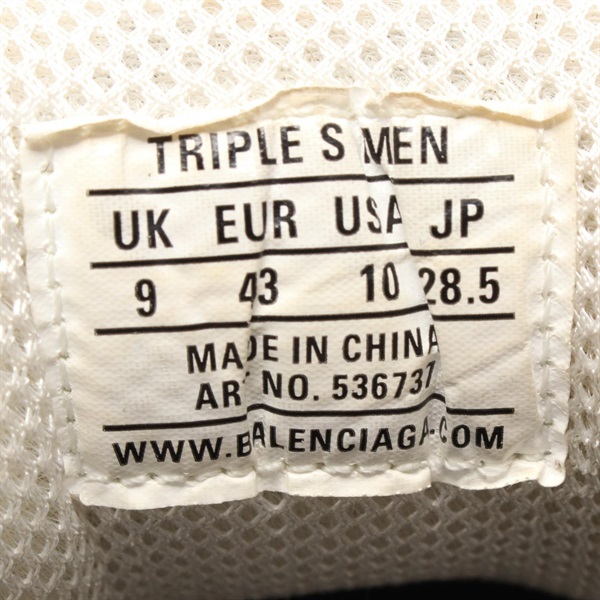 TRIPLE S MEN
UK EUR USA JP
9 43 10 28.5
MADE IN CHINA
ART NO. 536737
WWW.BALENCIAGA.COM